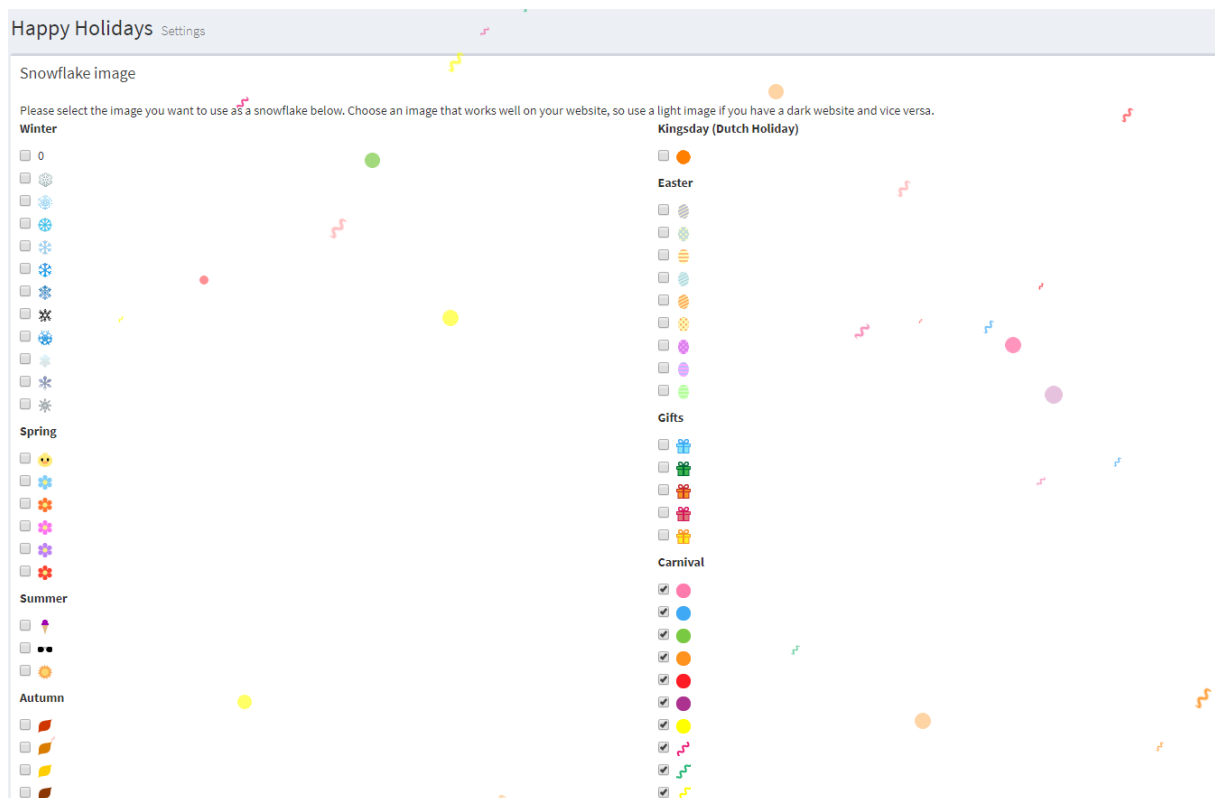 Happy Holidays Settings
Snowflake image
Please select the image you want to use as a snowflake below. Choose an image that works well on your website, so use a light image if you have a dark website and vice versa.
Winter
0
Spring
Summer
Autumn
Kingsday (Dutch Holiday)
Easter
Gifts
Carnival